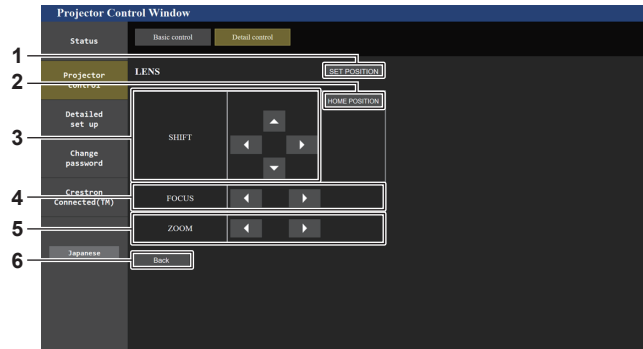 Projector Control Window
Status
Basic control
Detail control
1
LENS
SET POSITION
2
Projector
control
HOME POSITION
3
Detailed
set up
SHIFT
Change
password
4
Crestron
Connected(TM)
FOCUS
5
ZOOM
Japanese
6
Back